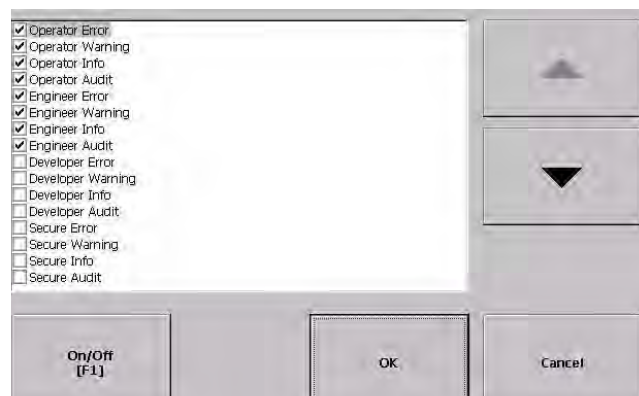 Operator Error
Operator Warning
Operator Info
Operator Audit
Engineer Error
Engineer Warning
Engineer Info
Engineer Audit
Developer Error
Developer Warning
Developer Info
Developer Audit
Secure Error
Secure Warning
Secure Info
Secure Audit
On/Off
[F1]
OK
Cancel